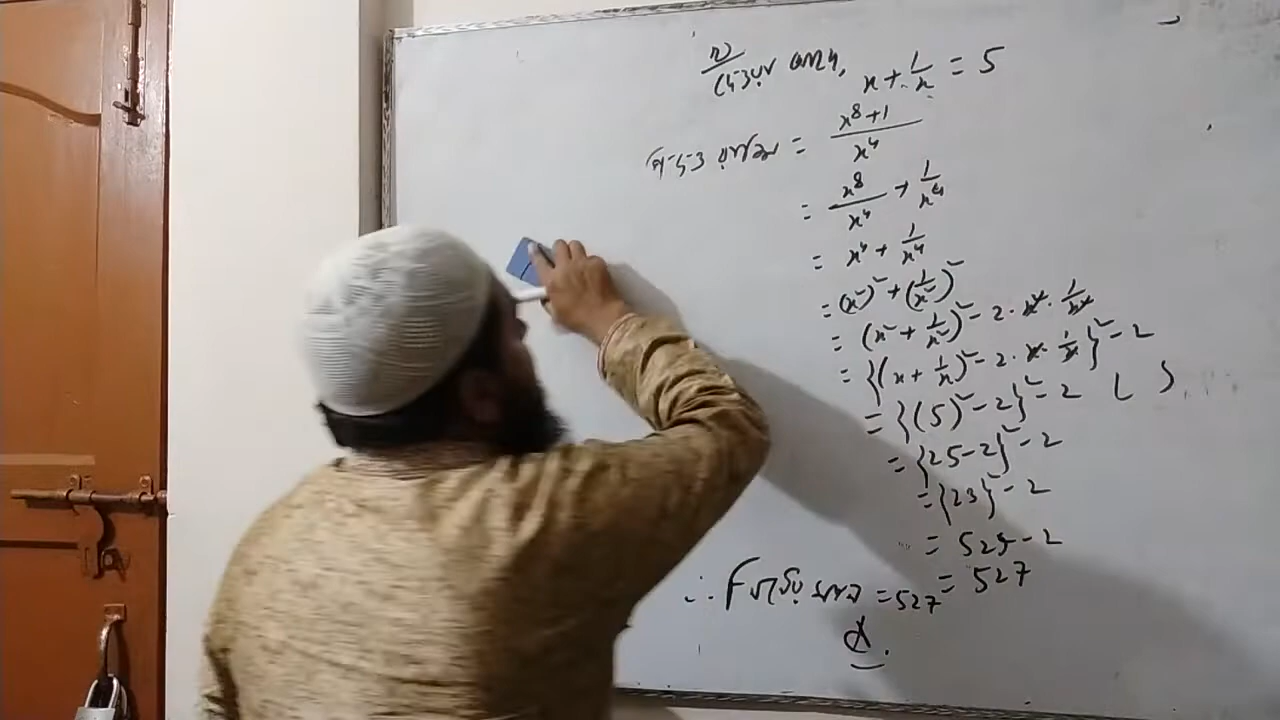 দেওয়া আছে, x + 1/x = 5
প্রদত্ত রাশি = (x⁸+1)/x⁴
= x⁸/x⁴ + 1/x⁴
= x⁴ + 1/x⁴
= (x²)² + (1/x²)²
= (x² + 1/x²)² - 2 · x² · 1/x²
= {(x + 1/x)² - 2 · x · 1/x}² - 2
= {(5)² - 2}² - 2 ( )
= {25-2}² - 2
= {23}² - 2
= 529 - 2
= 527
∴ নির্ণেয় = 527